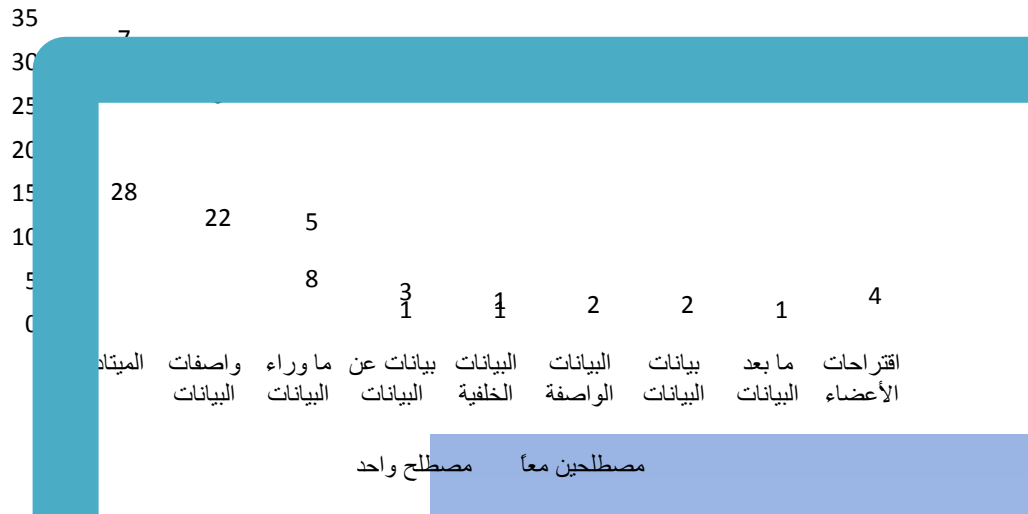 35
7
30
25
20
15
28
22
5
10
5
8
3
1
1
1
2
2
1
4
0
الميتاد
واصفات البيانات
ما وراء البيانات
بيانات عن البيانات
البيانات الخلفية
البيانات الواصفة
بيانات البيانات
ما بعد البيانات
اقتراحات الأعضاء
مصطلح واحد
مصطلحين معاً